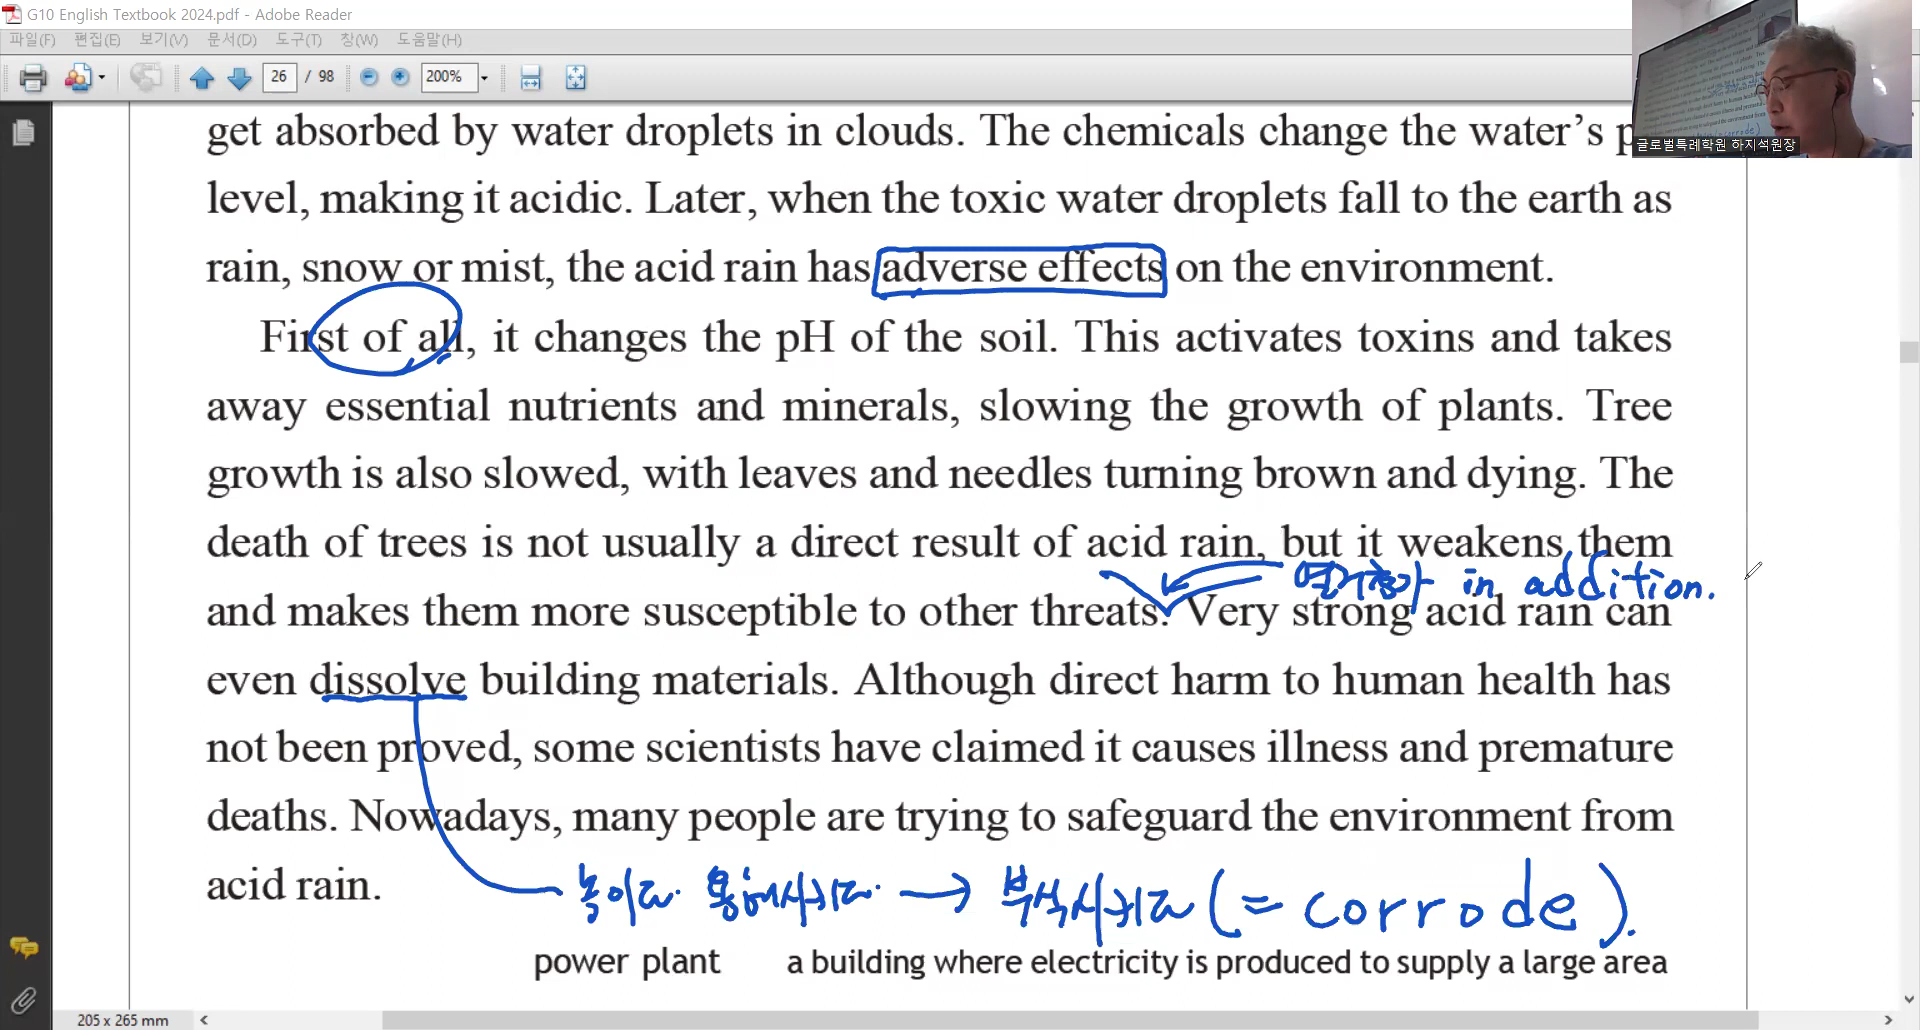 G10 English Textbook 2024.pdf - Adobe Reader
파일(F) 편집(E) 보기(V) 문서(D) 도구(T) 창(W) 도움말(H)
26 / 98 200%
글로벌특례학원 하지석원장
get absorbed by water droplets in clouds. The chemicals change the water's
level, making it acidic. Later, when the toxic water droplets fall to the earth as
rain, snow or mist, the acid rain has adverse effects on the environment.
First of all, it changes the pH of the soil. This activates toxins and takes
away essential nutrients and minerals, slowing the growth of plants. Tree
growth is also slowed, with leaves and needles turning brown and dying. The
death of trees is not usually a direct result of acid rain, but it weakens them
in addition.
and makes them more susceptible to other threats. Very strong acid rain can
even dissolve building materials. Although direct harm to human health has
not been proved, some scientists have claimed it causes illness and premature
deaths. Nowadays, many people are trying to safeguard the environment from
acid rain.
녹이고. 용해시키고. → 부식시키고 (= corrode).
power plant a building where electricity is produced to supply a large area
205 x 265 mm